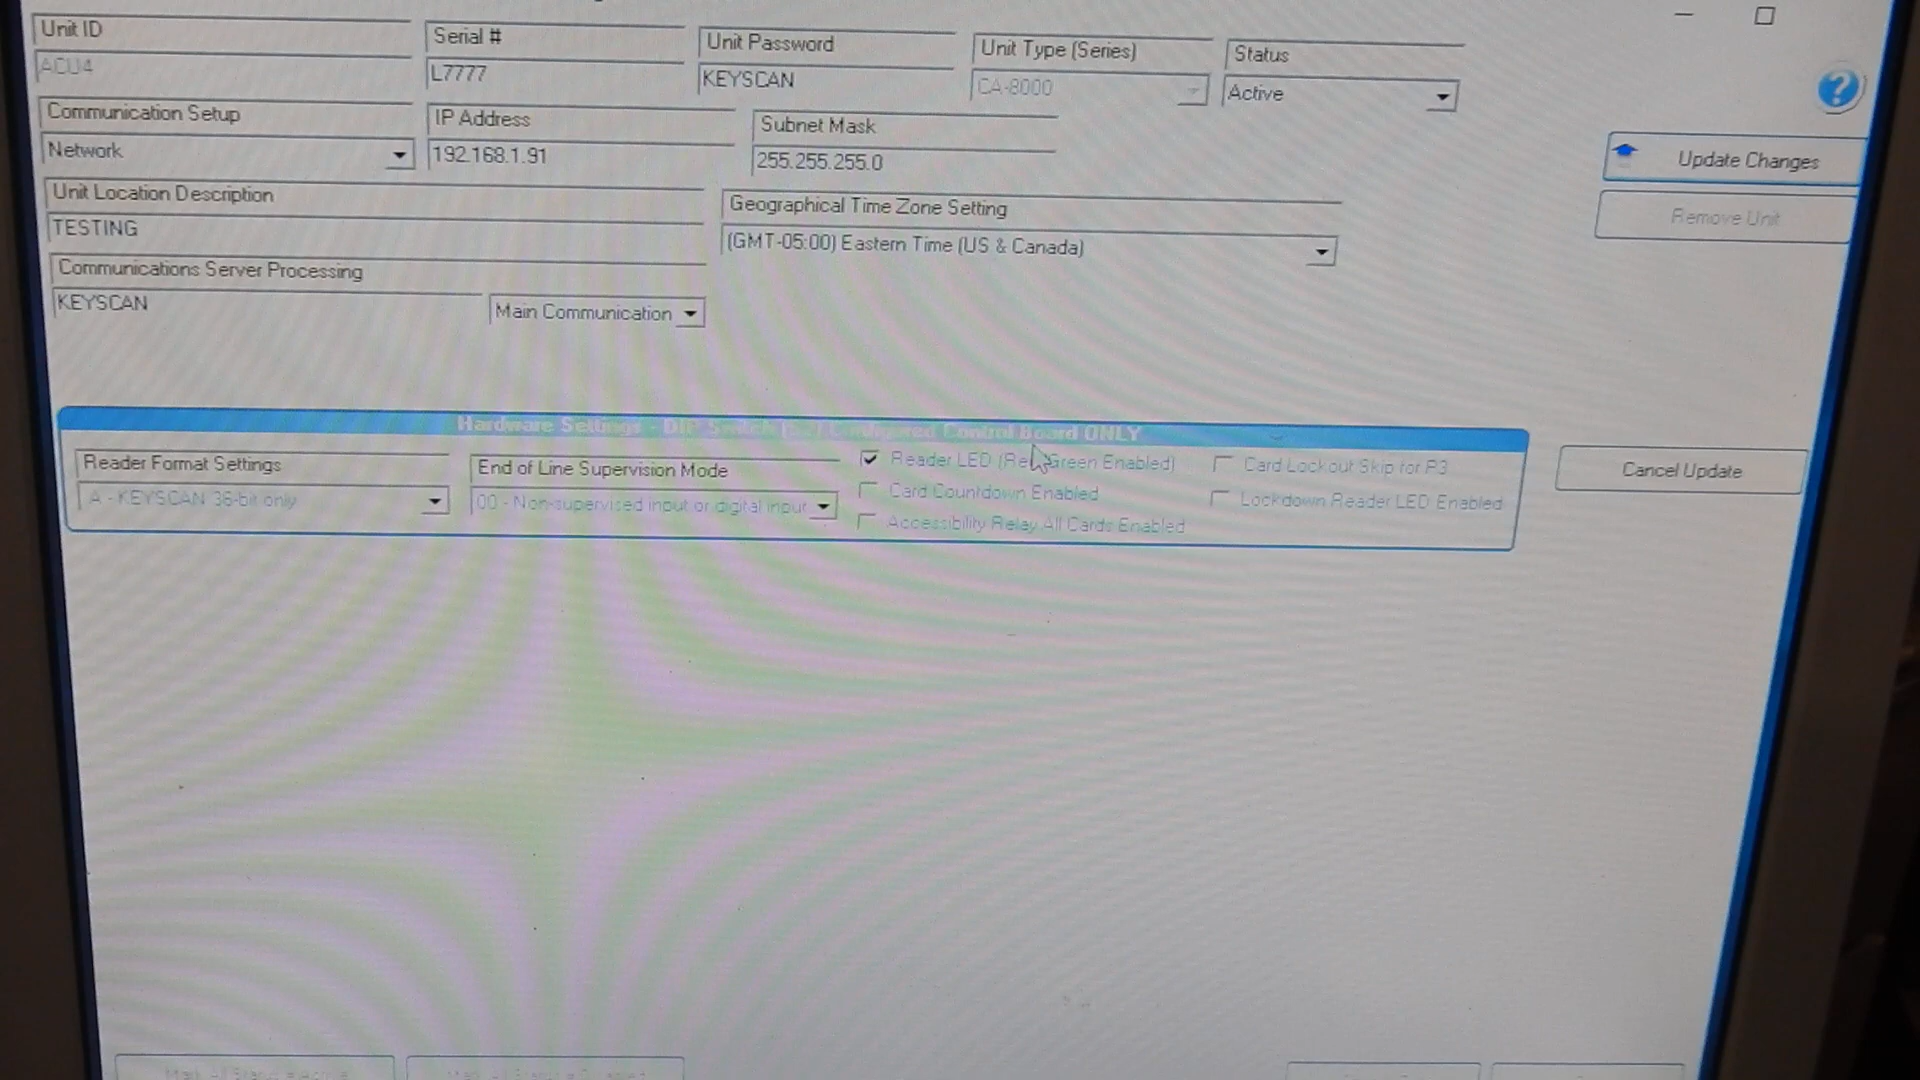 Unit ID
Serial #
Unit Password
Unit Type (Series)
Status
ACU4
L7777
KEYSCAN
CA-8000
Active
Communication Setup
IP Address
Subnet Mask
Network
192.168.1.91
255.255.255.0
Update Changes
Unit Location Description
Geographical Time Zone Setting
TESTING
(GMT-05:00) Eastern Time (US & Canada)
Remove Unit
Communications Server Processing
KEYSCAN
Main Communication
Hardware Settings - DIP Switch Configured Control Board ONLY
Reader Format Settings
End of Line Supervision Mode
Reader LED (Red Green Enabled)
Card Lockout Skip for P3
Cancel Update
A - KEYSCAN 36-bit only
00 - Non-supervised input or digital input
Card Countdown Enabled
Lockdown Reader LED Enabled
Accessibility Relay All Cards Enabled